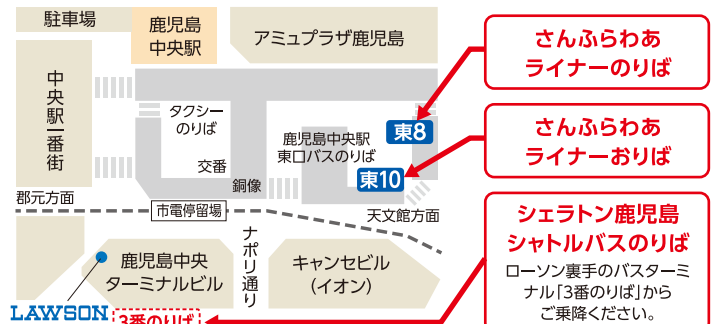 駐車場
鹿児島
中央駅
アミュプラザ鹿児島
さんふらわあ
ライナーのりば
中央駅一番街
タクシー
のりば
鹿児島中央駅
東口バスのりば
東8
さんふらわあ
ライナーおりば
交番
東10
銅像
郡元方面
市電停留場
天文館方面
シェラトン鹿児島
シャトルバスのりば
ローソン裏手のバスターミ
ナル「3番のりば」から
ご乗降ください。
鹿児島中央
ターミナルビル
ナポリ通り
キャンセビル
(イオン)
LAWSON
3番のりば